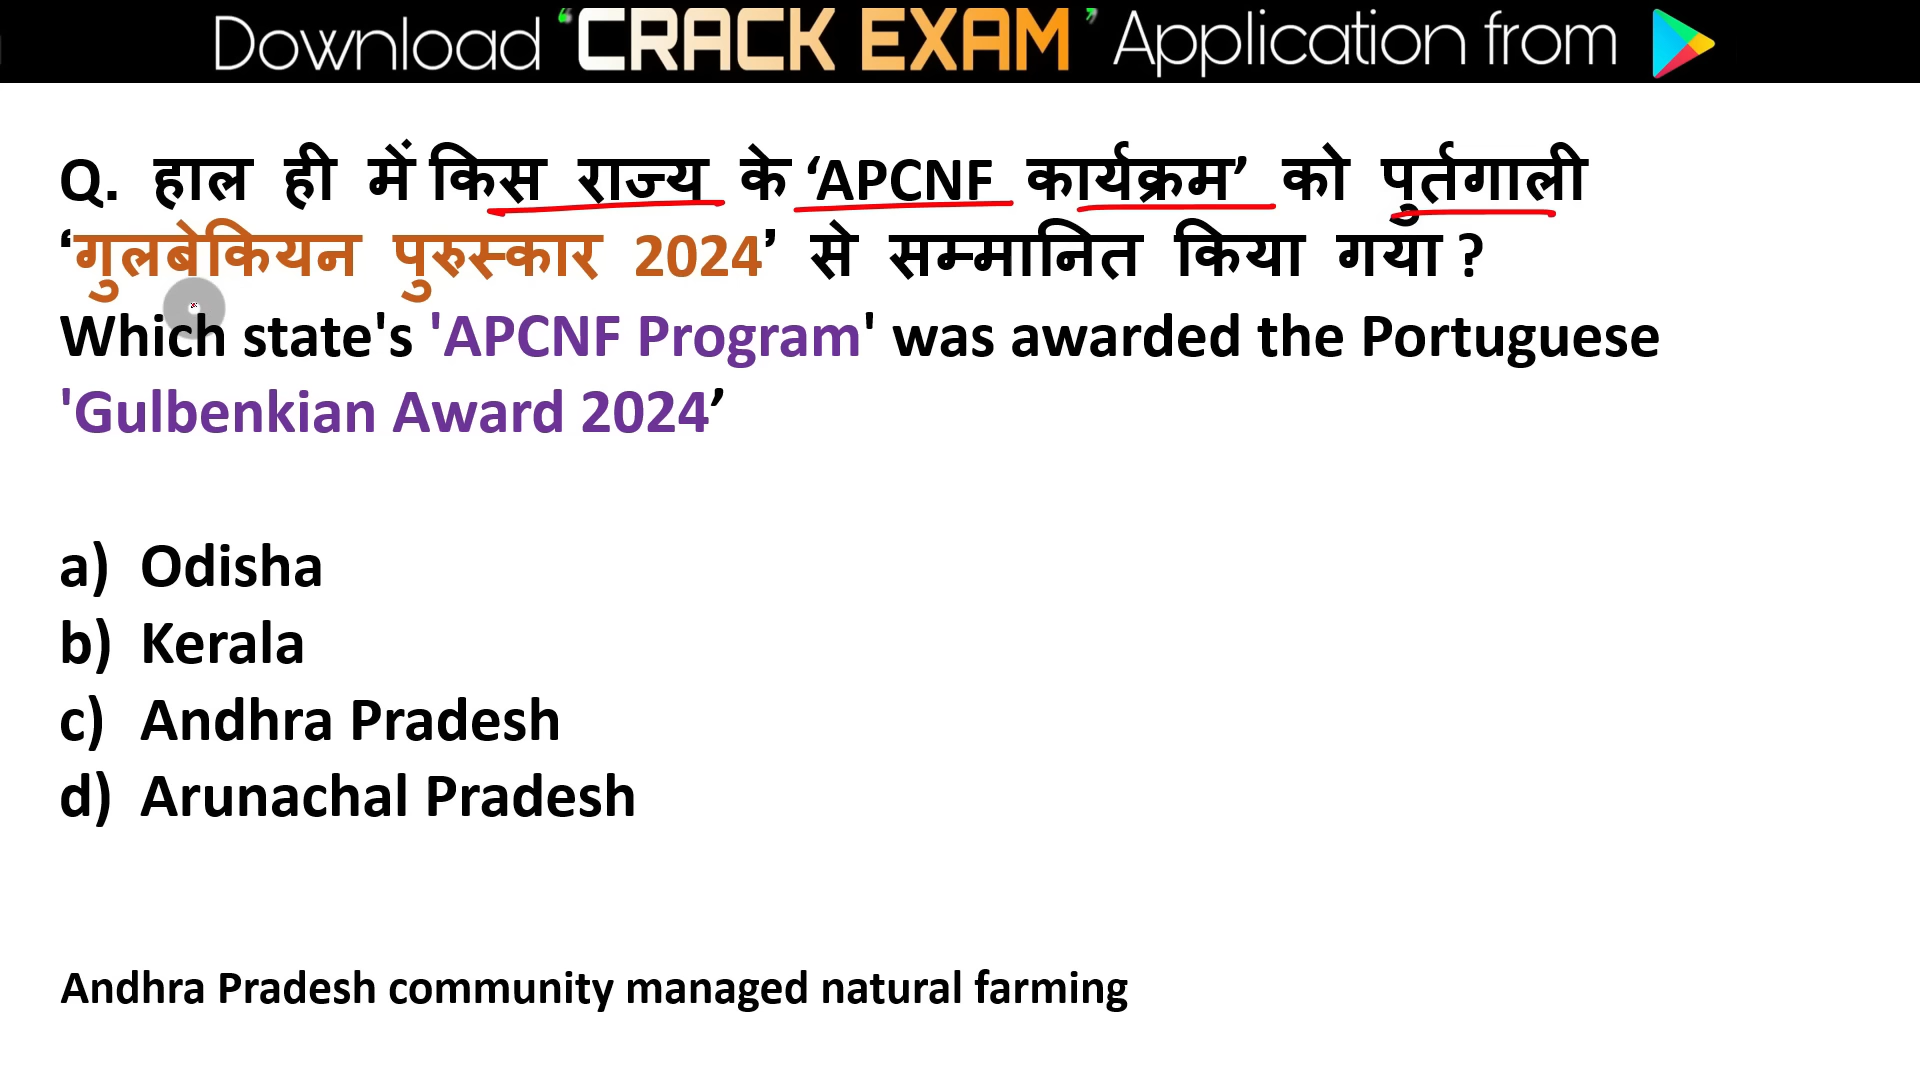 Download ‘CRACK EXAM’ Application from
Q. हाल ही में किस राज्य के ‘APCNF कार्यक्रम’ को पुर्तगाली
‘गुलबेकियन पुरुस्कार 2024’ से सम्मानित किया गया ?
Which state's 'APCNF Program' was awarded the Portuguese
'Gulbenkian Award 2024’
a) Odisha
b) Kerala
c) Andhra Pradesh
d) Arunachal Pradesh
Andhra Pradesh community managed natural farming